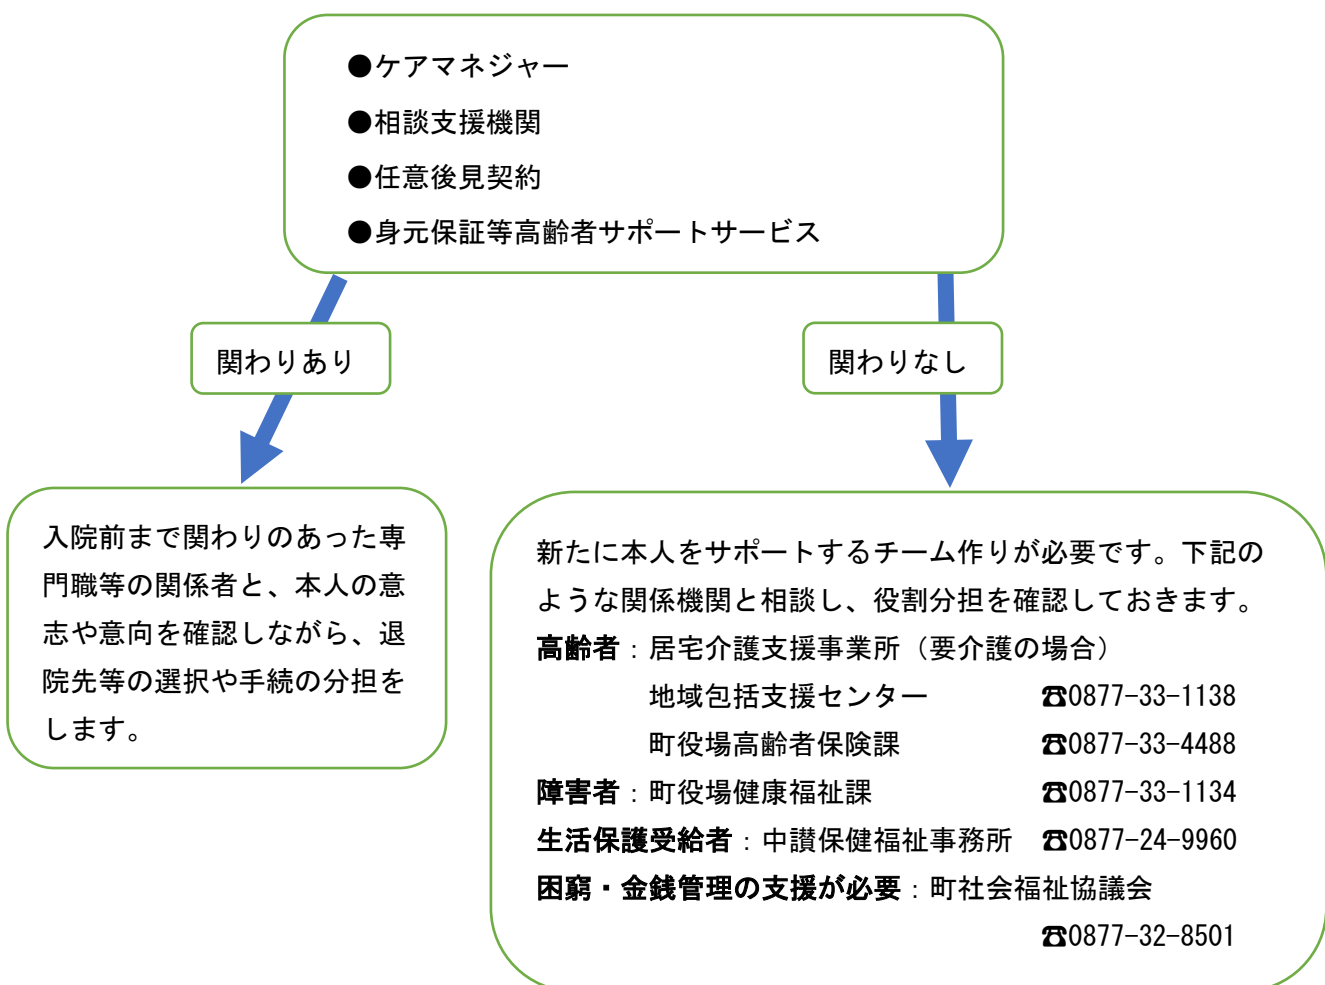 ●ケアマネジャー
●相談支援機関
●任意後見契約
●身元保証等高齢者サポートサービス
関わりあり
関わりなし
入院前まで関わりのあった専
門職等の関係者と、本人の意
志や意向を確認しながら、退
院先等の選択や手続の分担を
します。
新たに本人をサポートするチーム作りが必要です。下記の
ような関係機関と相談し、役割分担を確認しておきます。
高齢者：居宅介護支援事業所（要介護の場合）
地域包括支援センター ☎0877-33-1138
町役場高齢者保険課 ☎0877-33-4488
障害者：町役場健康福祉課 ☎0877-33-1134
生活保護受給者：中讃保健福祉事務所 ☎0877-24-9960
困窮・金銭管理の支援が必要：町社会福祉協議会
☎0877-32-8501